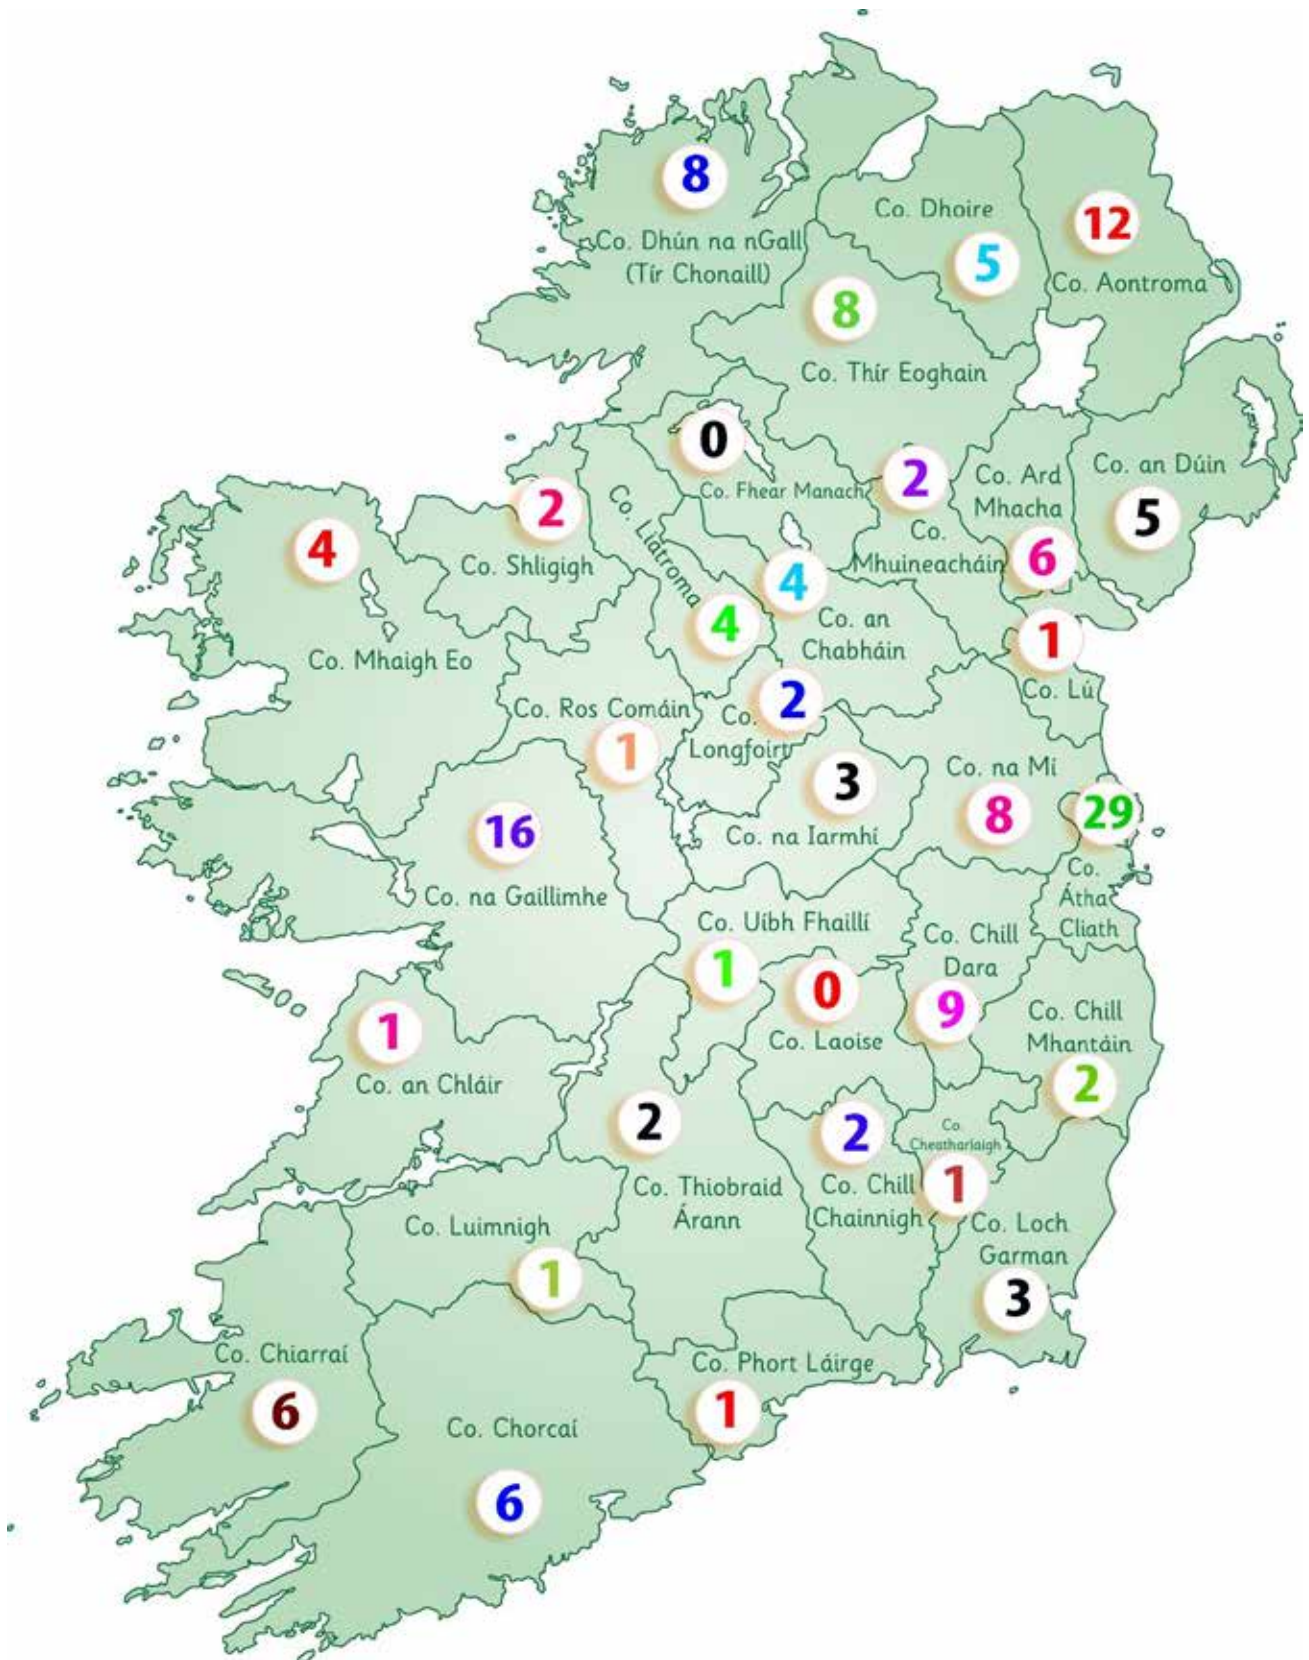 8
Co. Dhún na nGall
(Tír Chonaill)
Co. Dhoire
5
12
Co. Aontroma
8
Co. Thír Eoghain
0
Co. Fhear Manach
2
Co.
Mhuineacháin
Co. Ard
Mhacha
6
Co. an Dúin
5
4
Co. Mhaigh Eo
2
Co. Shligigh
Co. Liatroma
4
4
Co. an
Chabháin
1
Co. Lú
Co. Ros Comáin
1
2
Co.
Longfoirt
3
Co. na Iarmhí
Co. na Mí
8
29
Co.
Átha
Cliath
16
Co. na Gaillimhe
Co. Uíbh Fhaillí
1
0
Co. Laoise
Co. Chill
Dara
9
Co. Chill
Mhantáin
2
1
Co. an Chláir
2
Co. Thiobraid
Árann
2
Co. Chill
Chainnigh
Co.
Cheatharlaigh
1
Co. Loch
Garman
3
Co. Luimnigh
1
Co. Chiarraí
6
Co. Chorcaí
6
Co. Phort Láirge
1